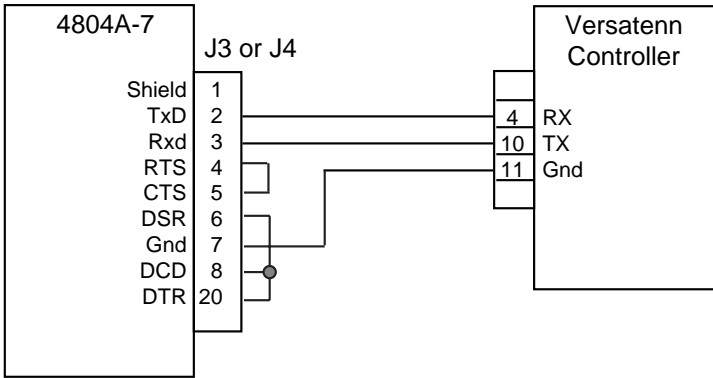 4804A-7
J3 or J4
Shield 1
TxD 2
Rxd 3
RTS 4
CTS 5
DSR 6
Gnd 7
DCD 8
DTR 20
Versatenn
Controller
4 RX
10 TX
11 Gnd